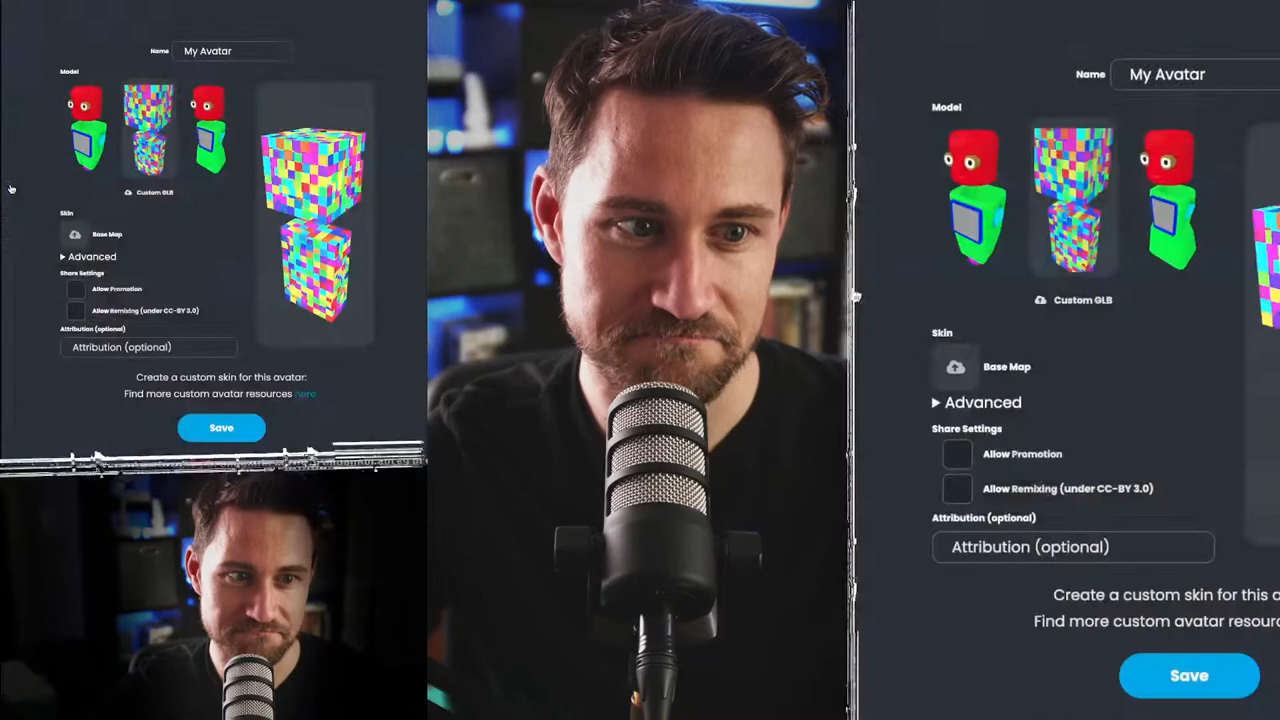 Name My Avatar
Model
Custom GLB
Skin
Base Map
Advanced
Share Settings
Allow Promotion
Allow Remixing (under CC-BY 3.0)
Attribution (optional)
Attribution (optional)
Create a custom skin for this avatar:
Find more custom avatar resources here
Save
Name My Avatar
Model
Custom GLB
Skin
Base Map
Advanced
Share Settings
Allow Promotion
Allow Remixing (under CC-BY 3.0)
Attribution (optional)
Attribution (optional)
Create a custom skin for this a
Find more custom avatar resourc
Save